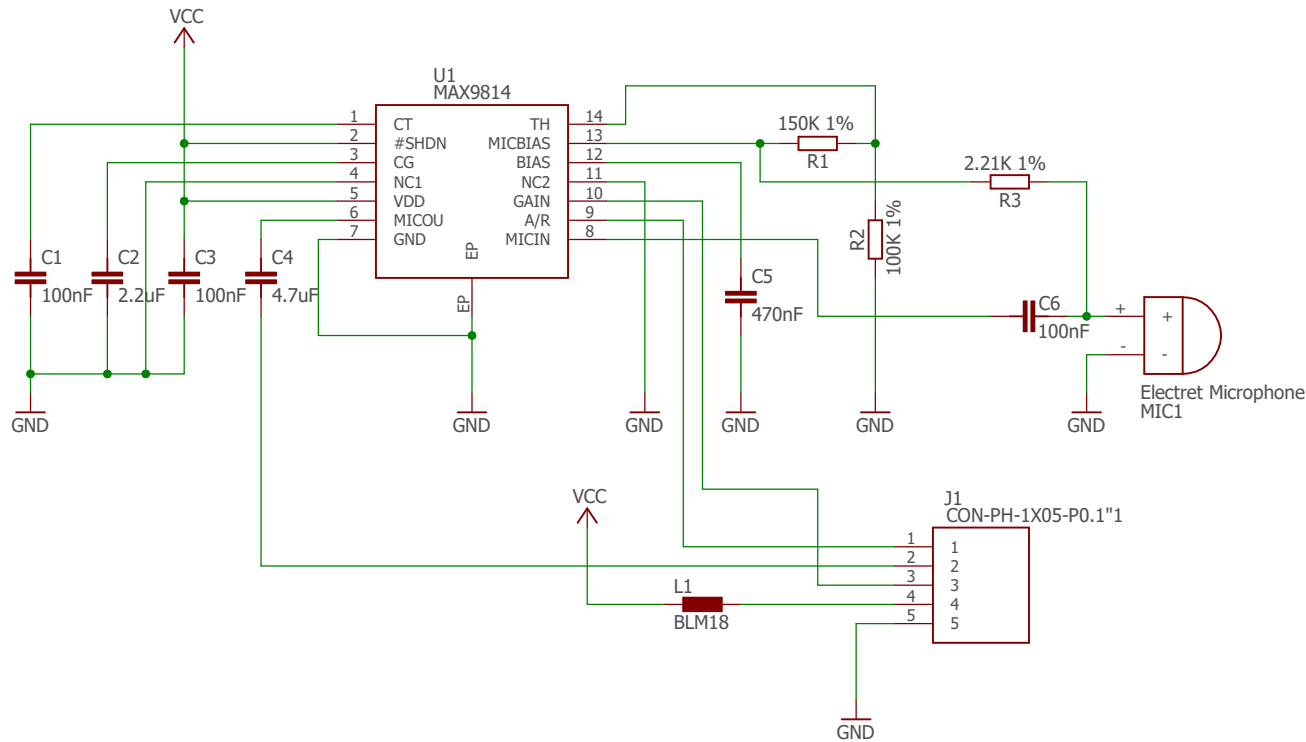 VCC
U1
MAX9814
1
2
3
4
5
6
7
CT
#SHDN
CG
NC1
VDD
MICOU
GND
EP
EP
TH
MICBIAS
BIAS
NC2
GAIN
A/R
MICIN
14
13
12
11
10
9
8
150K 1%
R1
2.21K 1%
R3
R2
100K 1%
C1
100nF
C2
2.2uF
C3
100nF
C4
4.7uF
C5
470nF
C6
100nF
+
-
+
-
Electret Microphone
MIC1
GND
GND
GND
GND
GND
GND
VCC
L1
BLM18
J1
CON-PH-1X05-P0.1"1
1
2
3
4
5
1
2
3
4
5
GND